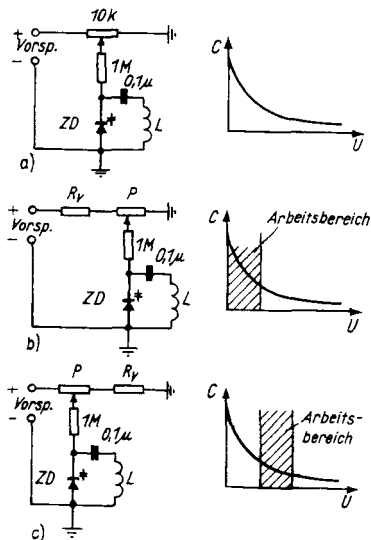 10k
+
Vorsp.
-
1M
0,1µ
ZD
L
a)
C
U
+
Vorsp.
-
Rv
P
1M
0,1µ
ZD
L
b)
C
Arbeitsbereich
U
+
Vorsp.
-
P
Rv
1M
0,1µ
ZD
L
c)
C
Arbeits-
bereich
U